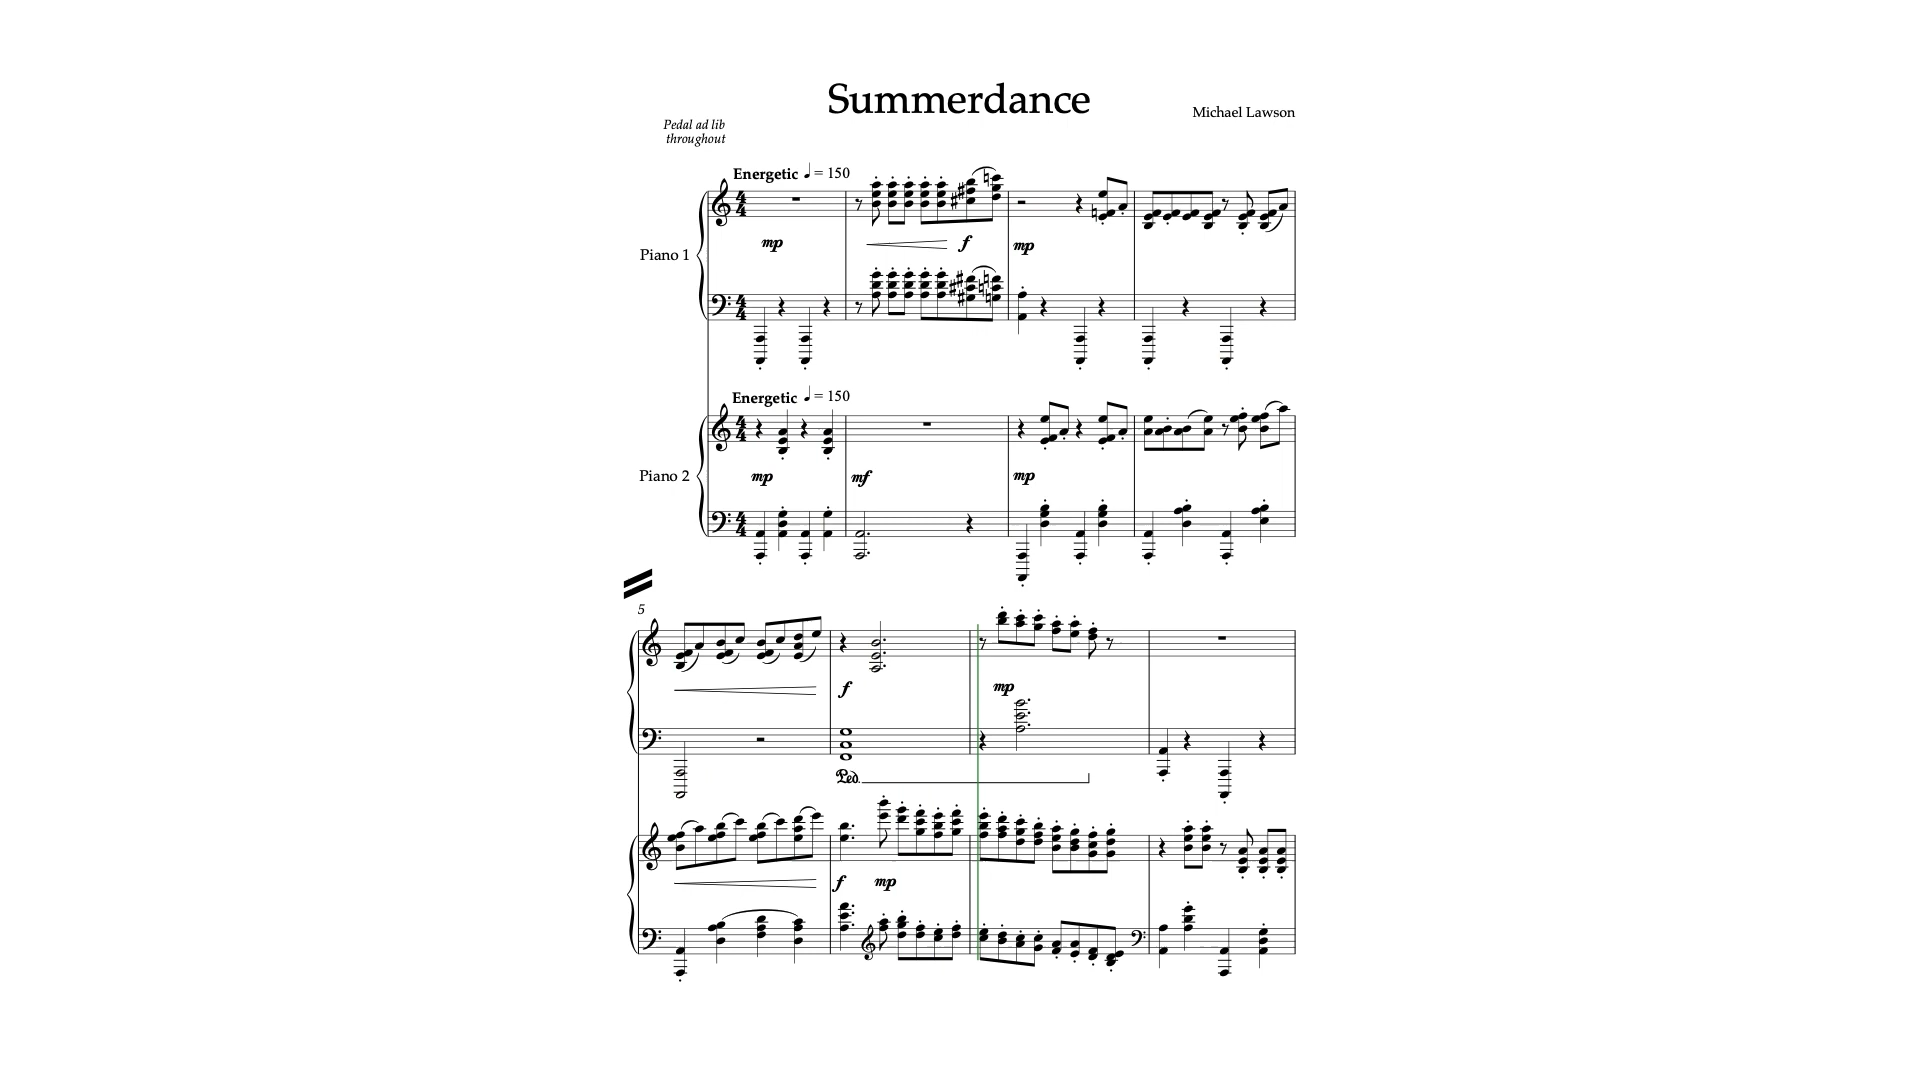 Summerdance
Michael Lawson
Pedal ad lib
throughout
Energetic ♩ = 150
mp
f
mp
Piano 1
Energetic ♩ = 150
mp
mf
mp
Piano 2
5
f
mp
Ped.
f
mp